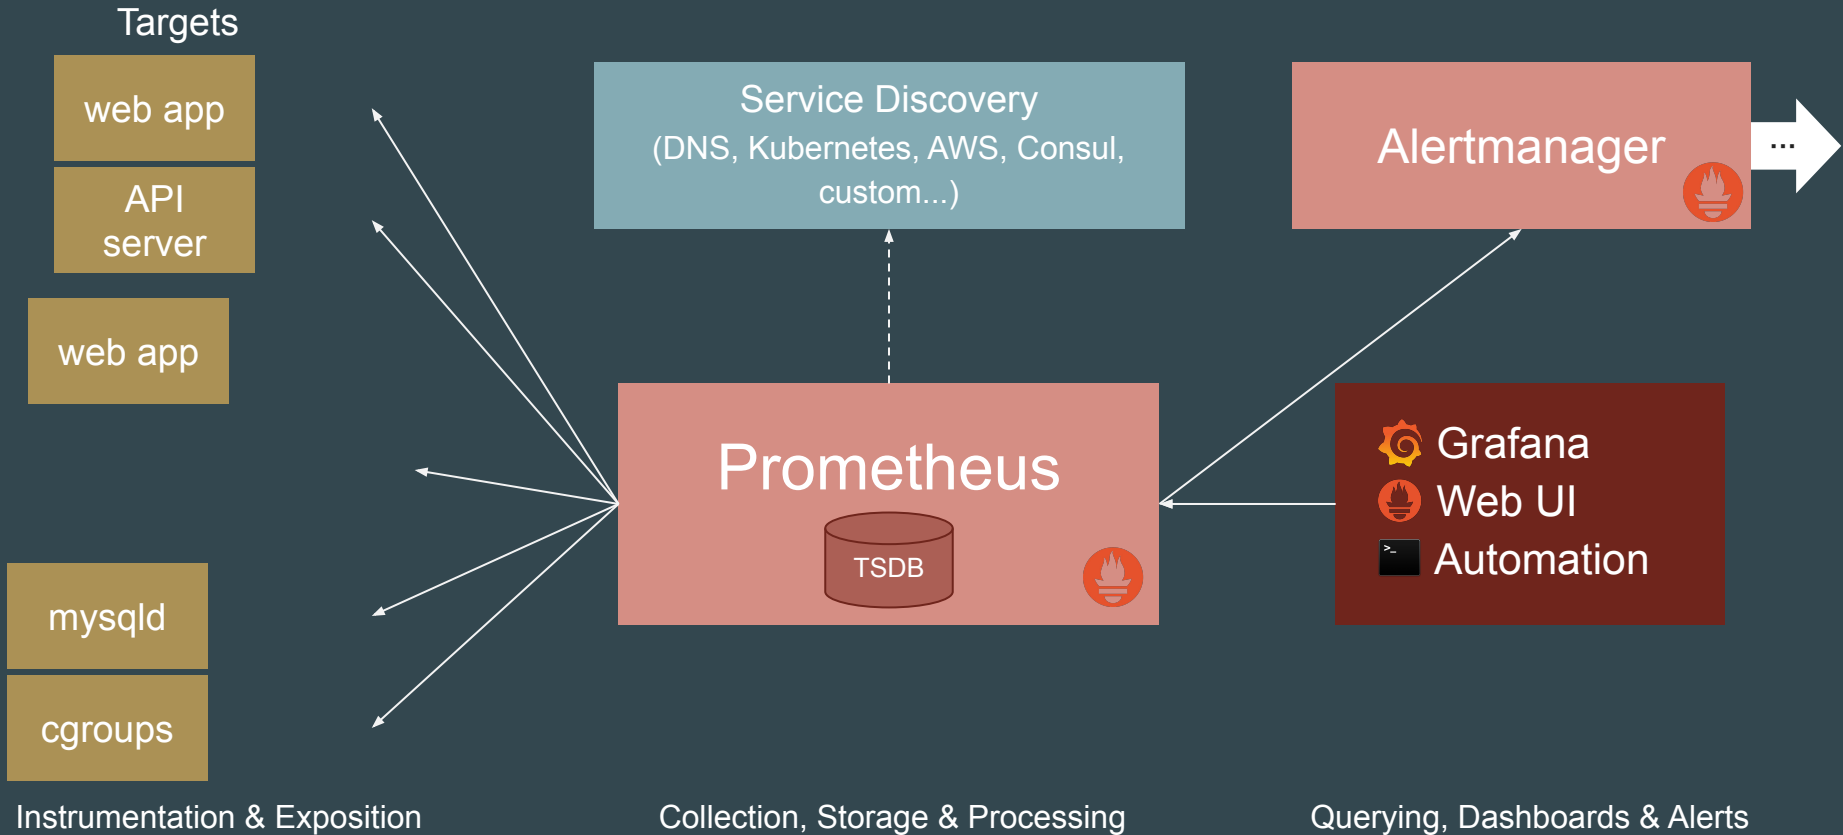 Targets
web app
API
server
web app
mysqld
cgroups
Instrumentation & Exposition
Service Discovery
(DNS, Kubernetes, AWS, Consul,
custom...)
Prometheus
TSDB
Collection, Storage & Processing
Alertmanager
...
Grafana
Web UI
>_
Automation
Querying, Dashboards & Alerts